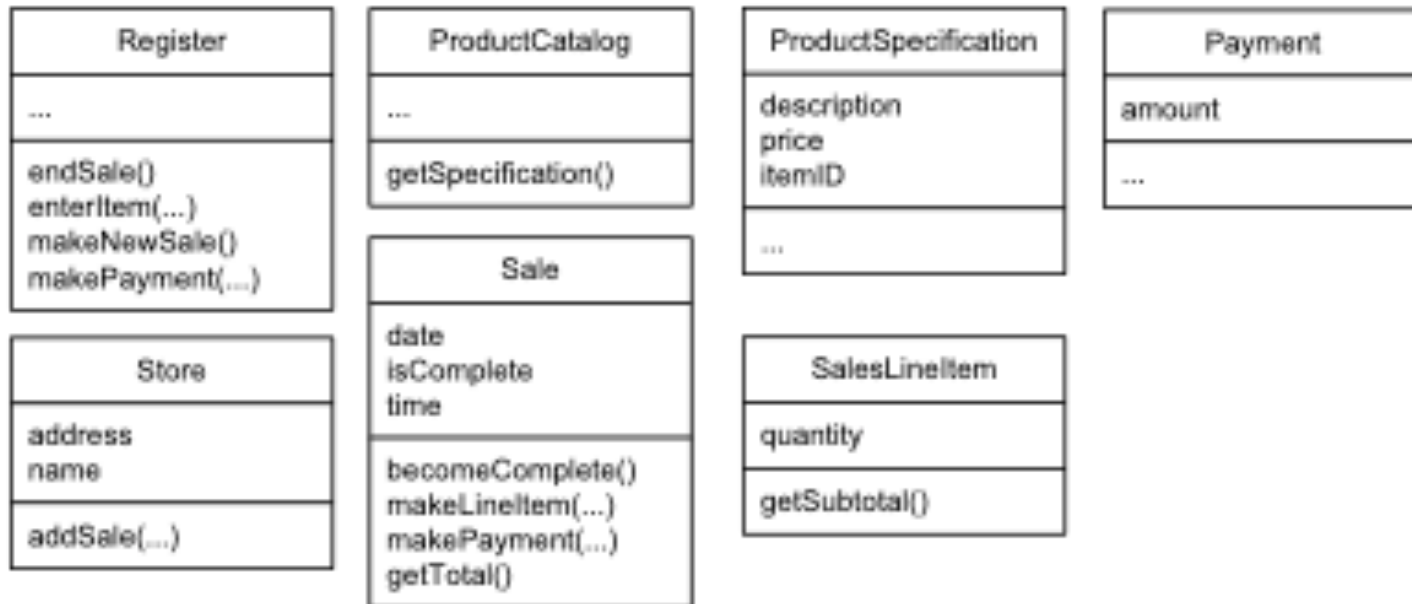 Register
...
endSale()
enterItem(...)
makeNewSale()
makePayment(...)
ProductCatalog
...
getSpecification()
ProductSpecification
description
price
itemID
...
Payment
amount
...
Store
address
name
addSale(...)
Sale
date
isComplete
time
becomeComplete()
makeLineItem(...)
makePayment(...)
getTotal()
SalesLineItem
quantity
getSubtotal()